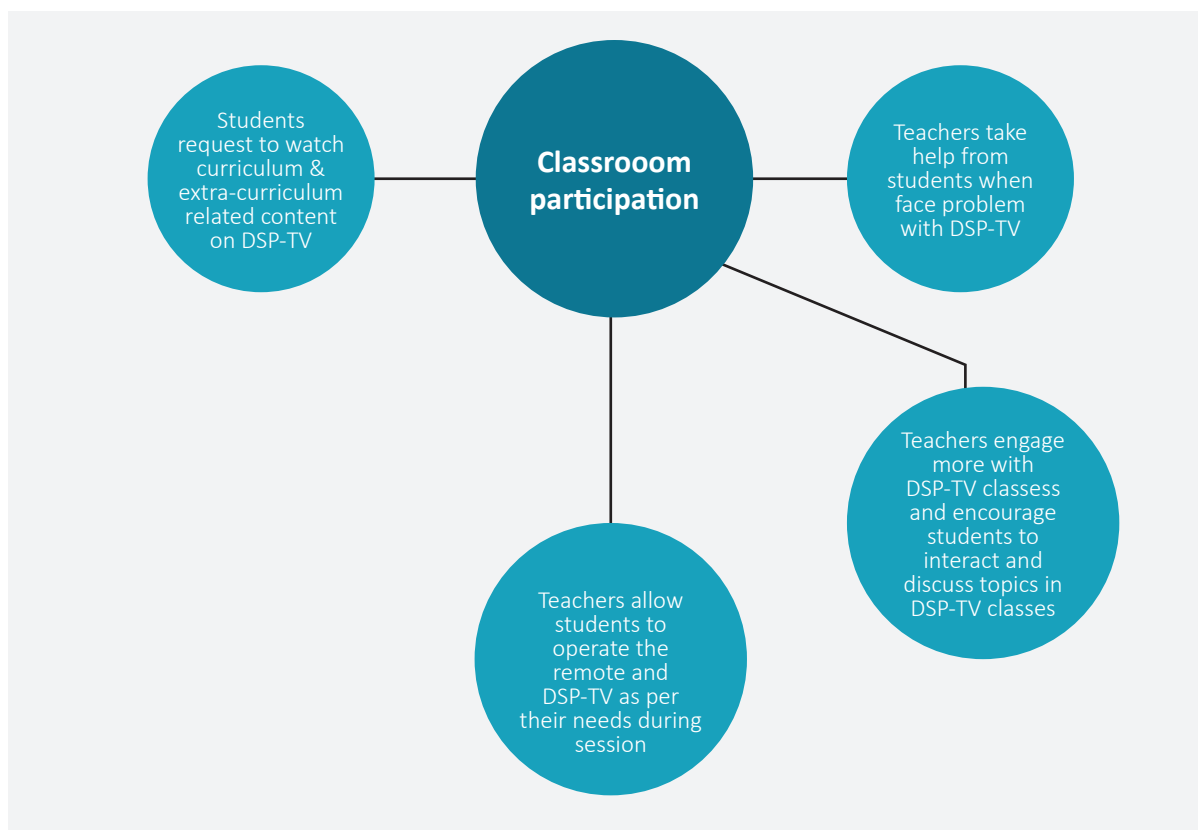 Students
request to watch
curriculum &
extra-curriculum
related content
on DSP-TV
Classrooom
participation
Teachers take
help from
students when
face problem
with DSP-TV
Teachers engage
more with
DSP-TV classess
and encourage
students to
interact and
discuss topics in
DSP-TV classes
Teachers allow
students to
operate the
remote and
DSP-TV as per
their needs during
session